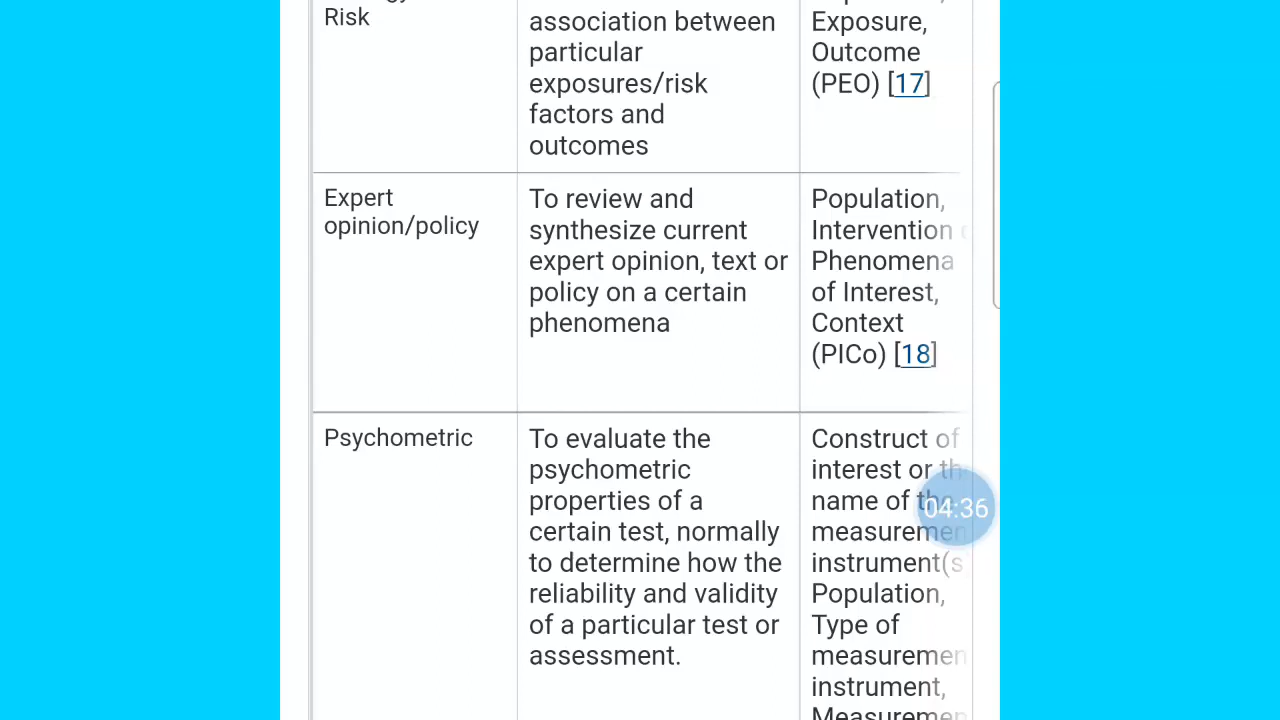 Risk
association between
particular
exposures/risk
factors and
outcomes
Exposure,
Outcome
(PEO) [17]
Expert
opinion/policy
To review and
synthesize current
expert opinion, text or
policy on a certain
phenomena
Population,
Intervention
Phenomena
of Interest,
Context
(PICo) [18]
Psychometric
To evaluate the
psychometric
properties of a
certain test, normally
to determine how the
reliability and validity
of a particular test or
assessment.
Construct of
interest or
name of the
instrument(s
Population,
Type of
instrument,
04:36